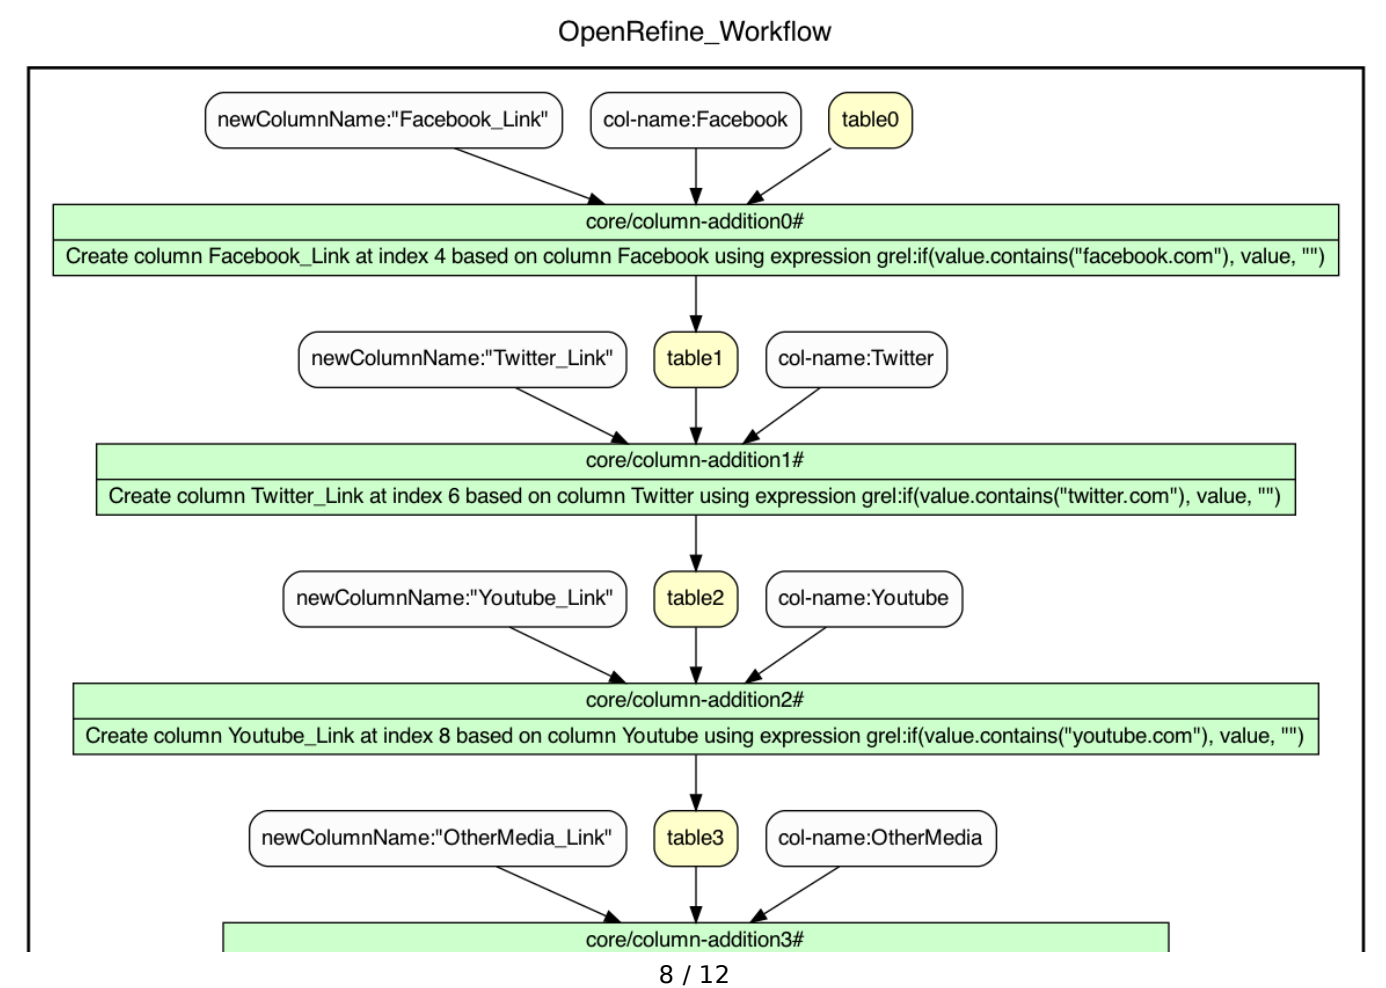 OpenRefine_Workflow
newColumnName:"Facebook_Link"
col-name:Facebook
table0
core/column-addition0#
Create column Facebook_Link at index 4 based on column Facebook using expression grel:if(value.contains("facebook.com"), value, "")
newColumnName:"Twitter_Link"
table1
col-name:Twitter
core/column-addition1#
Create column Twitter_Link at index 6 based on column Twitter using expression grel:if(value.contains("twitter.com"), value, "")
newColumnName:"Youtube_Link"
table2
col-name:Youtube
core/column-addition2#
Create column Youtube_Link at index 8 based on column Youtube using expression grel:if(value.contains("youtube.com"), value, "")
newColumnName:"OtherMedia_Link"
table3
col-name:OtherMedia
core/column-addition3#
8 / 12